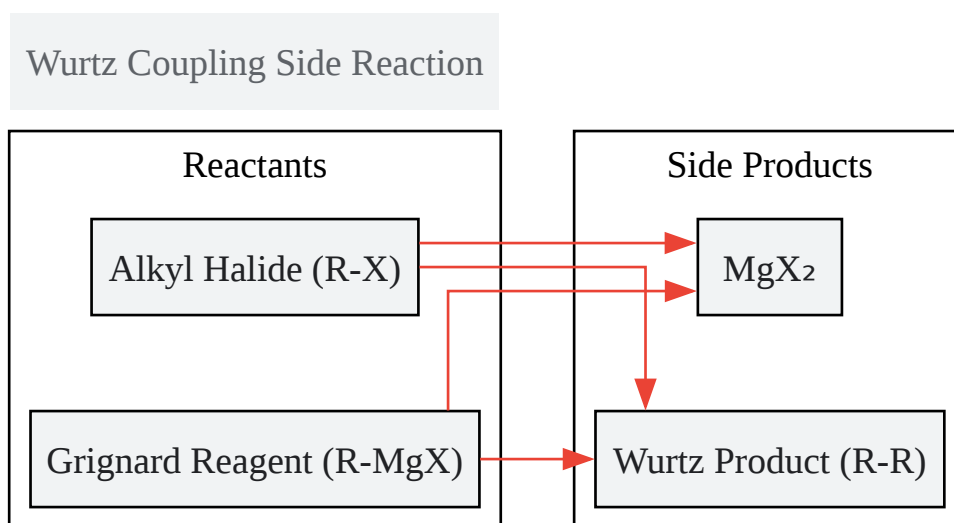 Wurtz Coupling Side Reaction
Reactants
Side Products
Alkyl Halide (R-X)
MgX₂
Grignard Reagent (R-MgX)
Wurtz Product (R-R)